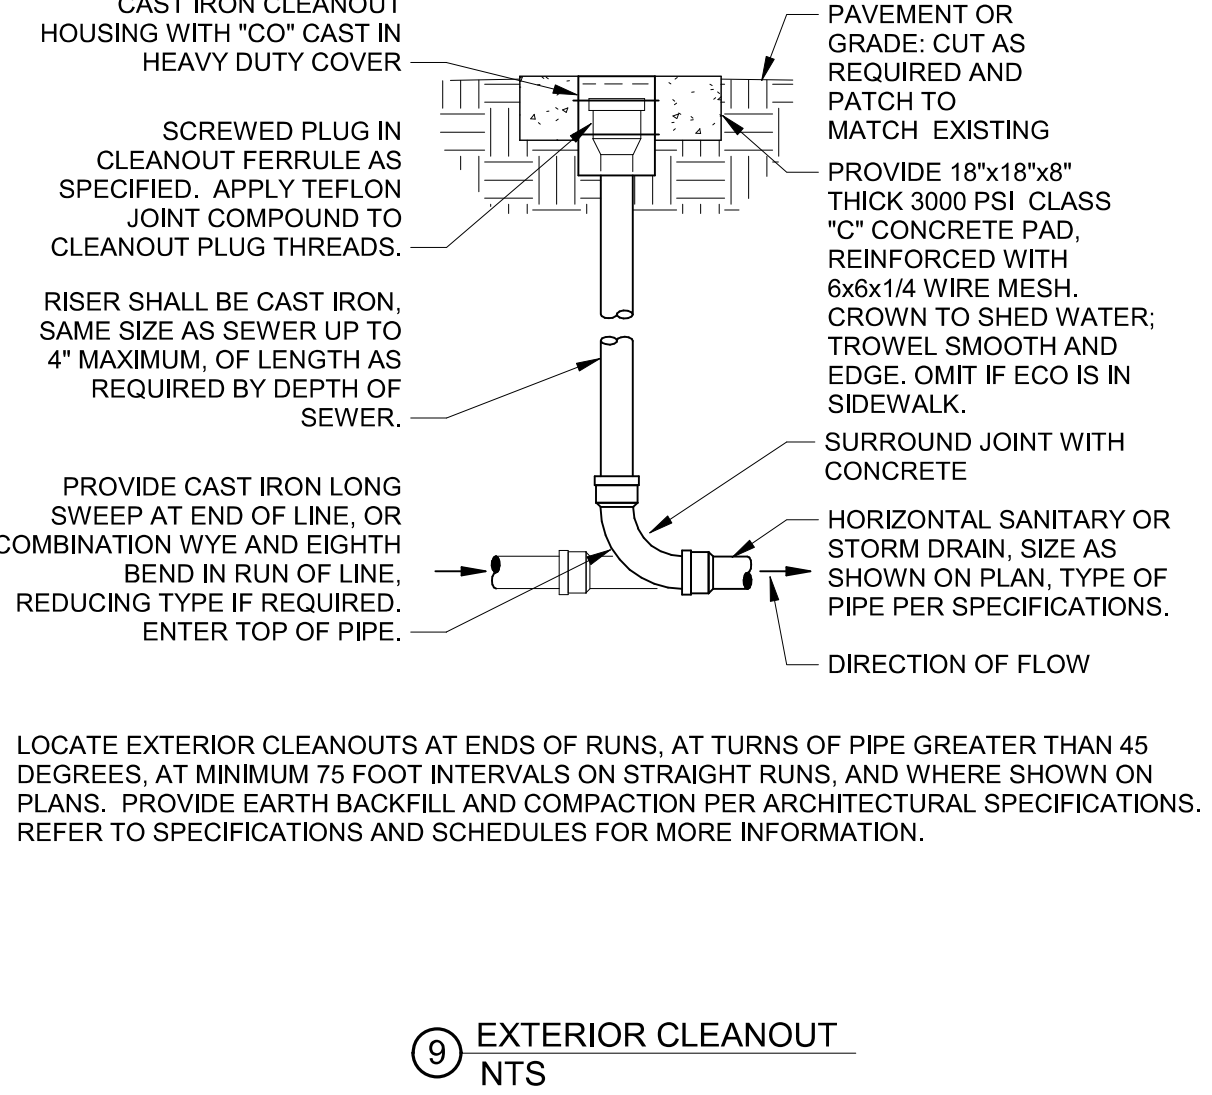 CAST IRON CLEANOUT
HOUSING WITH "CO" CAST IN
HEAVY DUTY COVER
SCREWED PLUG IN
CLEANOUT FERRULE AS
SPECIFIED. APPLY TEFLON
JOINT COMPOUND TO
CLEANOUT PLUG THREADS.
RISER SHALL BE CAST IRON,
SAME SIZE AS SEWER UP TO
4" MAXIMUM, OF LENGTH AS
REQUIRED BY DEPTH OF
SEWER.
PROVIDE CAST IRON LONG
SWEEP AT END OF LINE, OR
COMBINATION WYE AND EIGHTH
BEND IN RUN OF LINE,
REDUCING TYPE IF REQUIRED.
ENTER TOP OF PIPE.
PAVEMENT OR
GRADE: CUT AS
REQUIRED AND
PATCH TO
MATCH EXISTING
PROVIDE 18"x18"x8"
THICK 3000 PSI CLASS
"C" CONCRETE PAD,
REINFORCED WITH
6x6x1/4 WIRE MESH.
CROWN TO SHED WATER;
TROWEL SMOOTH AND
EDGE. OMIT IF ECO IS IN
SIDEWALK.
SURROUND JOINT WITH
CONCRETE
HORIZONTAL SANITARY OR
STORM DRAIN, SIZE AS
SHOWN ON PLAN, TYPE OF
PIPE PER SPECIFICATIONS.
DIRECTION OF FLOW
LOCATE EXTERIOR CLEANOUTS AT ENDS OF RUNS, AT TURNS OF PIPE GREATER THAN 45
DEGREES, AT MINIMUM 75 FOOT INTERVALS ON STRAIGHT RUNS, AND WHERE SHOWN ON
PLANS. PROVIDE EARTH BACKFILL AND COMPACTION PER ARCHITECTURAL SPECIFICATIONS.
REFER TO SPECIFICATIONS AND SCHEDULES FOR MORE INFORMATION.
9 EXTERIOR CLEANOUT
NTS